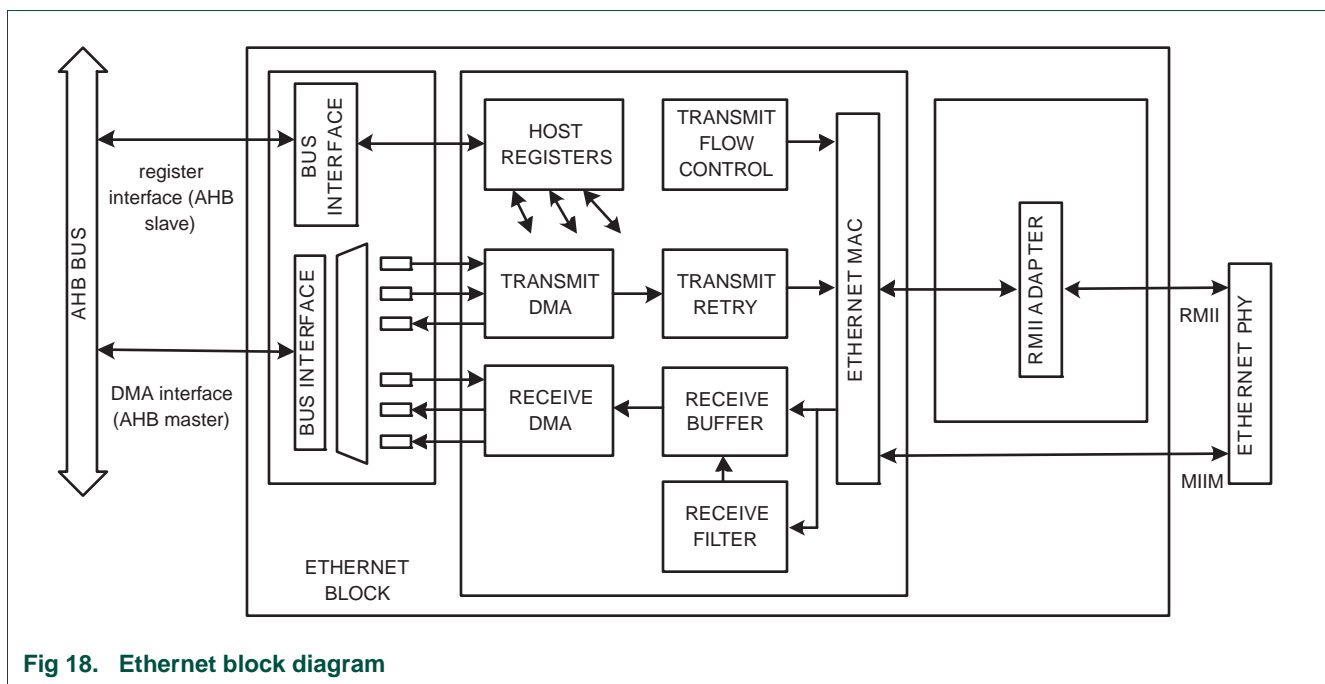 AHB BUS
register
interface (AHB
slave)
DMA interface
(AHB master)
BUS
INTERFACE
BUS INTERFACE
ETHERNET
BLOCK
HOST
REGISTERS
TRANSMIT
FLOW
CONTROL
TRANSMIT
DMA
TRANSMIT
RETRY
RECEIVE
DMA
RECEIVE
BUFFER
RECEIVE
FILTER
ETHERNET MAC
RMII ADAPTER
RMII
MIIM
ETHERNET PHY
Fig 18. Ethernet block diagram